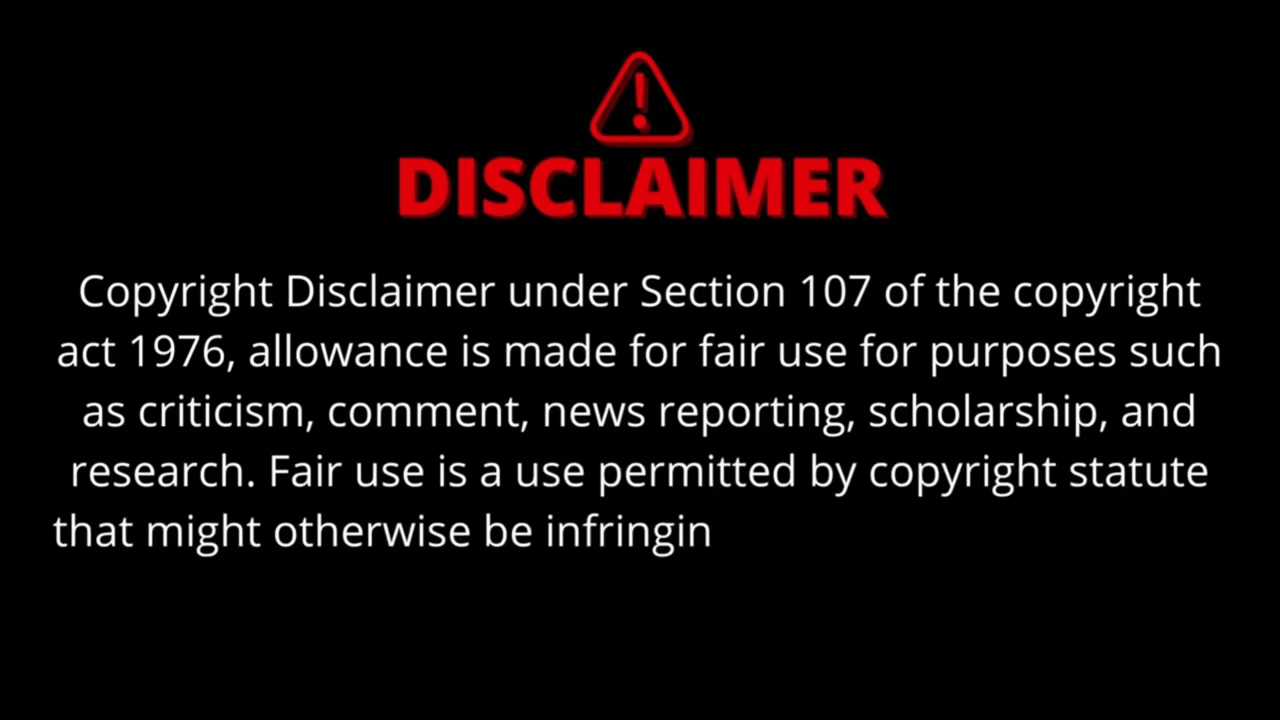 DISCLAIMER
Copyright Disclaimer under Section 107 of the copyright
act 1976, allowance is made for fair use for purposes such
as criticism, comment, news reporting, scholarship, and
research. Fair use is a use permitted by copyright statute
that might otherwise be infringin